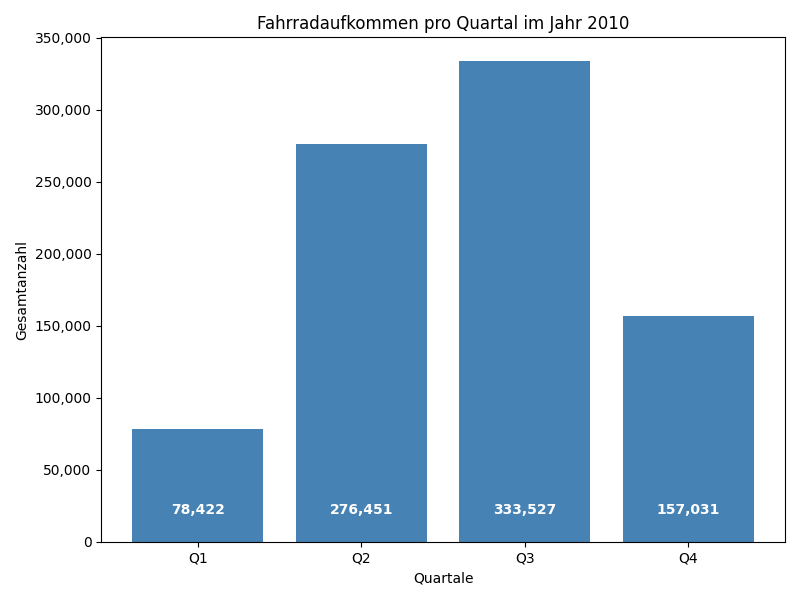 Fahrradaufkommen pro Quartal im Jahr 2010
Gesamtanzahl
350,000
300,000
250,000
200,000
150,000
100,000
50,000
0
78,422
276,451
333,527
157,031
Q1
Q2
Q3
Q4
Quartale